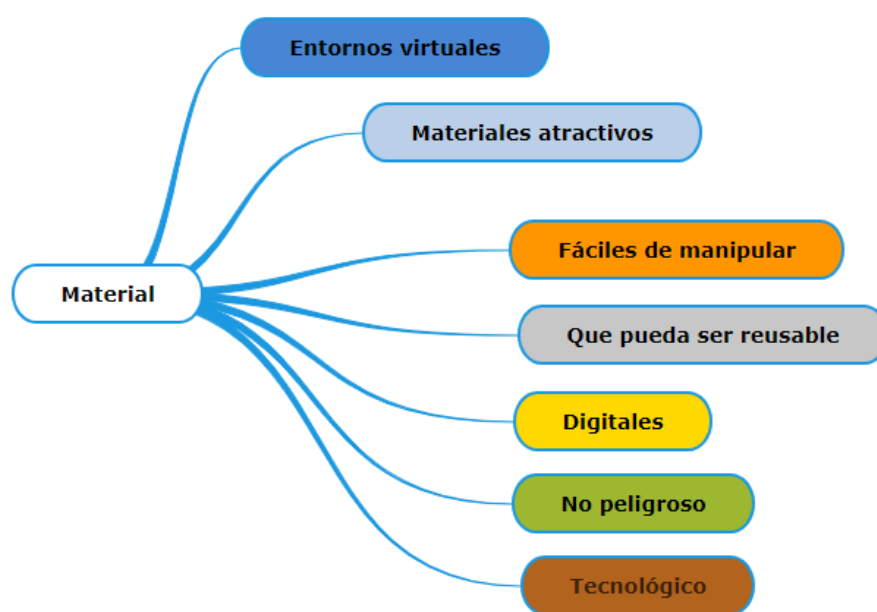 Entornos virtuales
Materiales atractivos
Fáciles de manipular
Material
Que pueda ser reusable
Digitales
No peligroso
Tecnológico